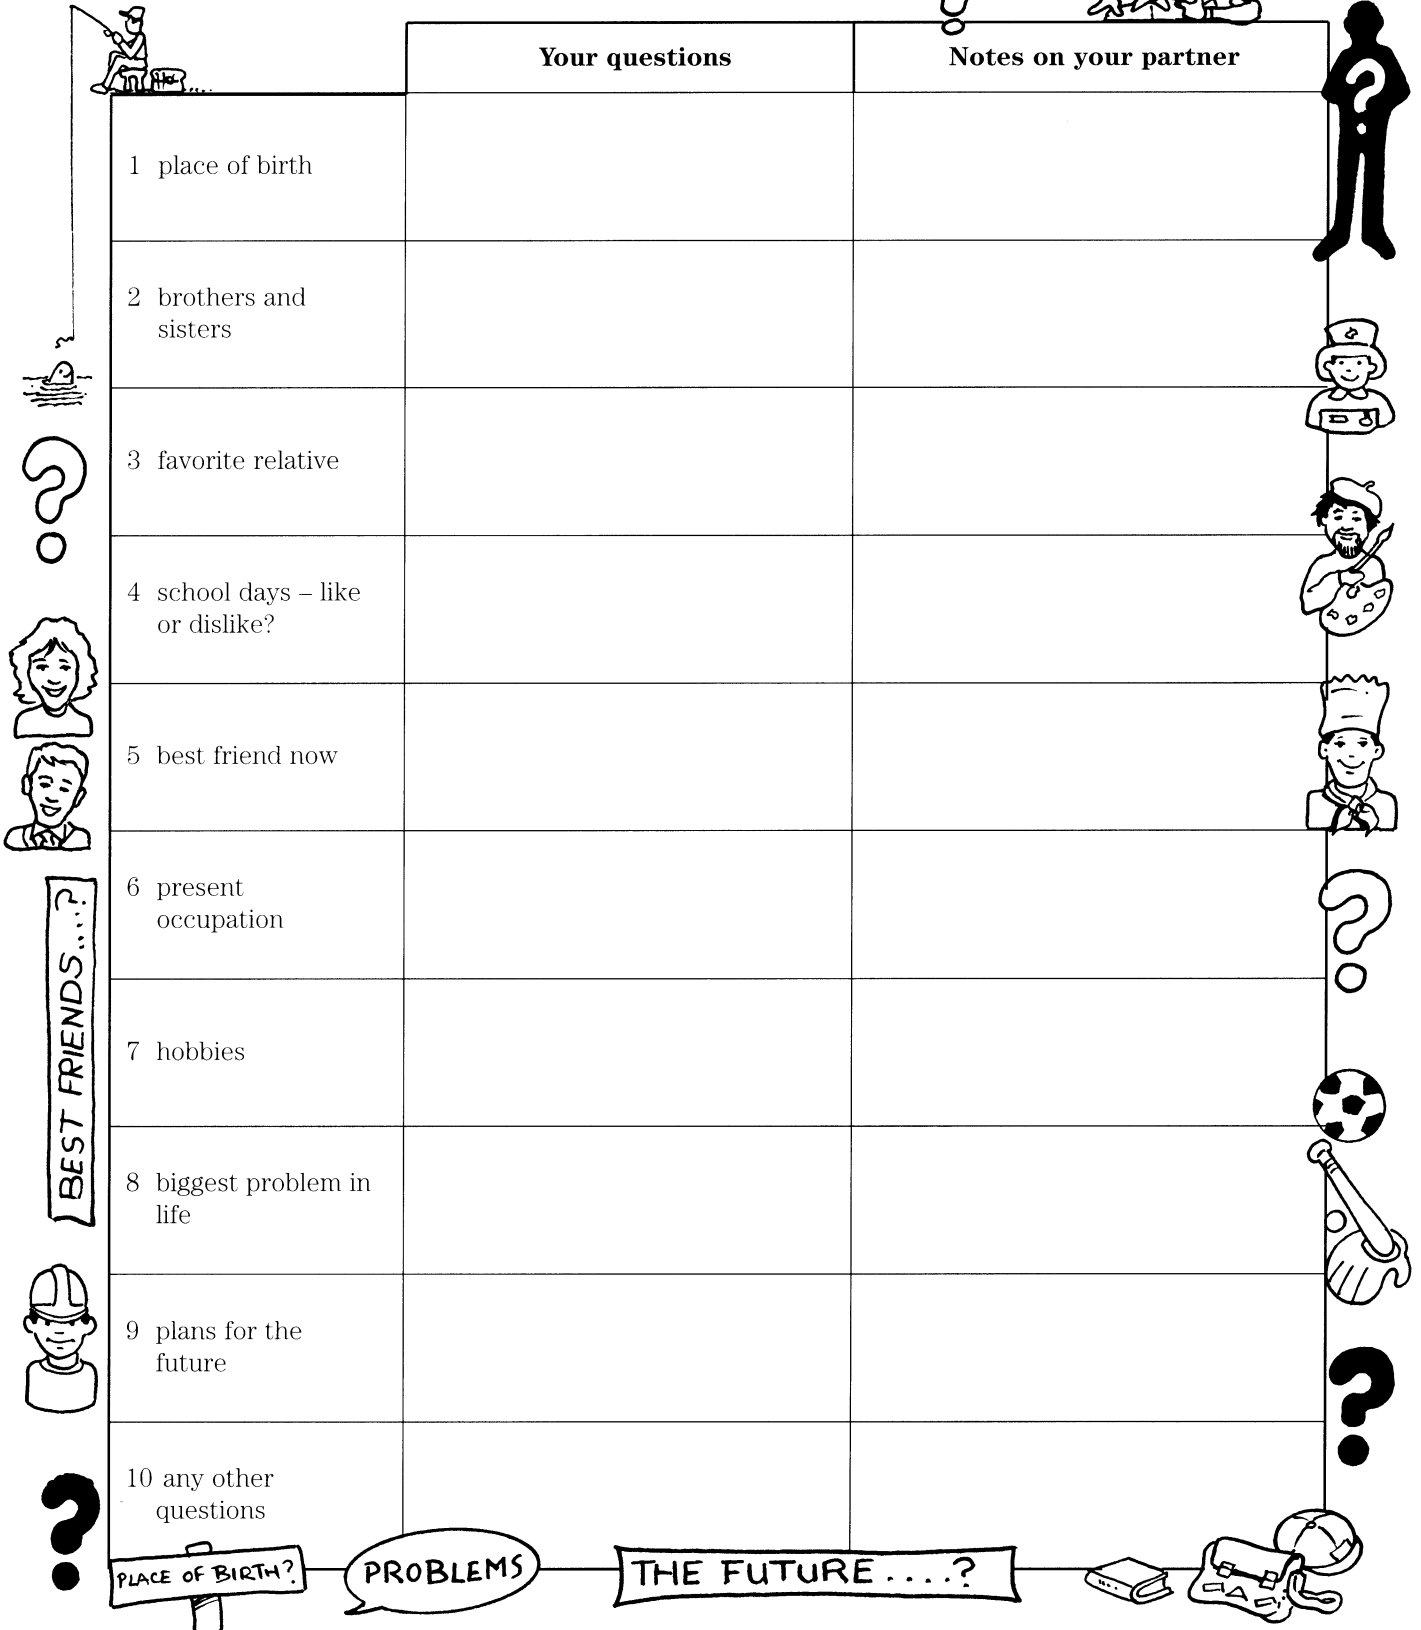 Your questions
Notes on your partner
1 place of birth
2 brothers and
sisters
3 favorite relative
4 school days – like
or dislike?
5 best friend now
6 present
occupation
7 hobbies
8 biggest problem in
life
9 plans for the
future
10 any other
questions
BEST FRIENDS....?
PLACE OF BIRTH?
PROBLEMS
THE FUTURE....?